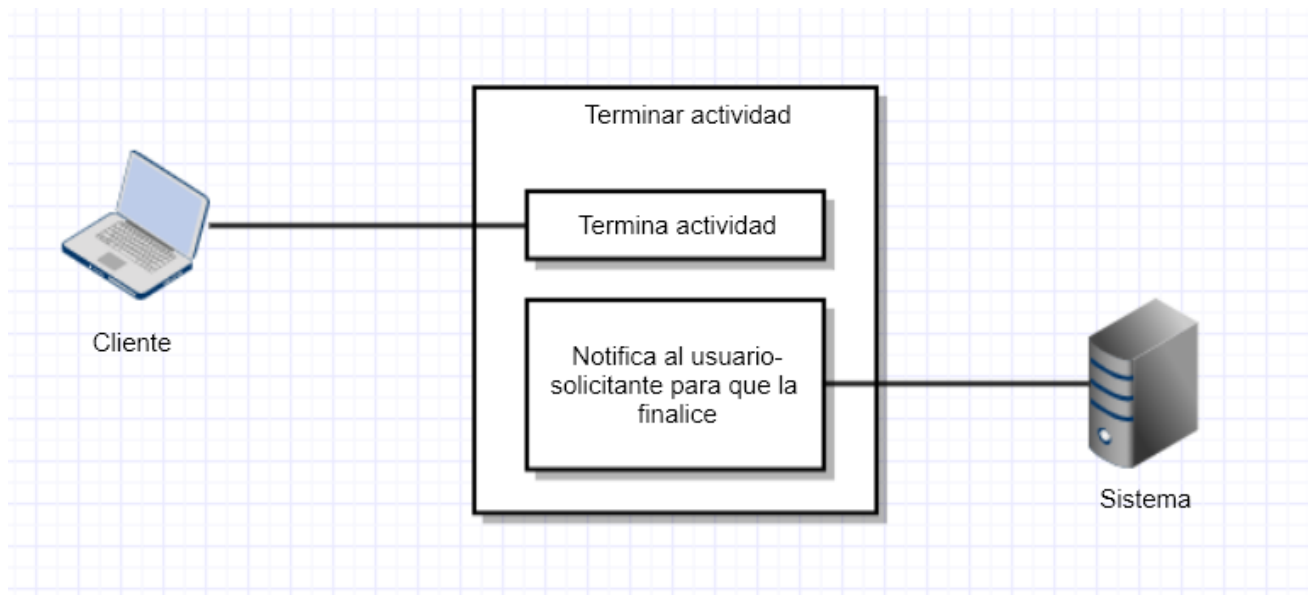 Terminar actividad
Termina actividad
Cliente
Notifica al usuario-
solicitante para que la
finalice
Sistema